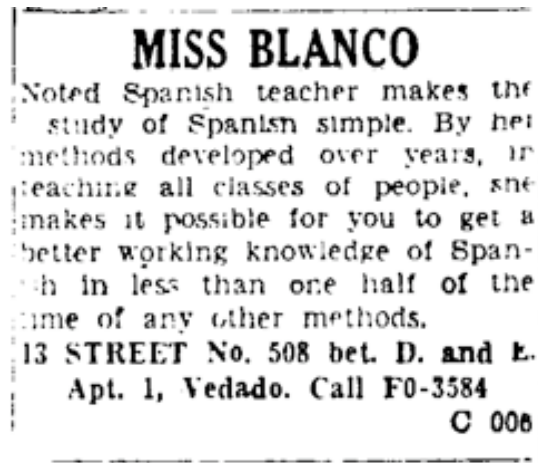 MISS BLANCO
Noted Spanish teacher makes the
study of Spanish simple. By her
methods developed over years, in
teaching all classes of people, she
makes it possible for you to get a
better working knowledge of Span-
ish in less than one half of the
time of any other methods.
13 STREET No. 508 bet. D. and E.
Apt. 1, Vedado. Call F0-3584
C 006